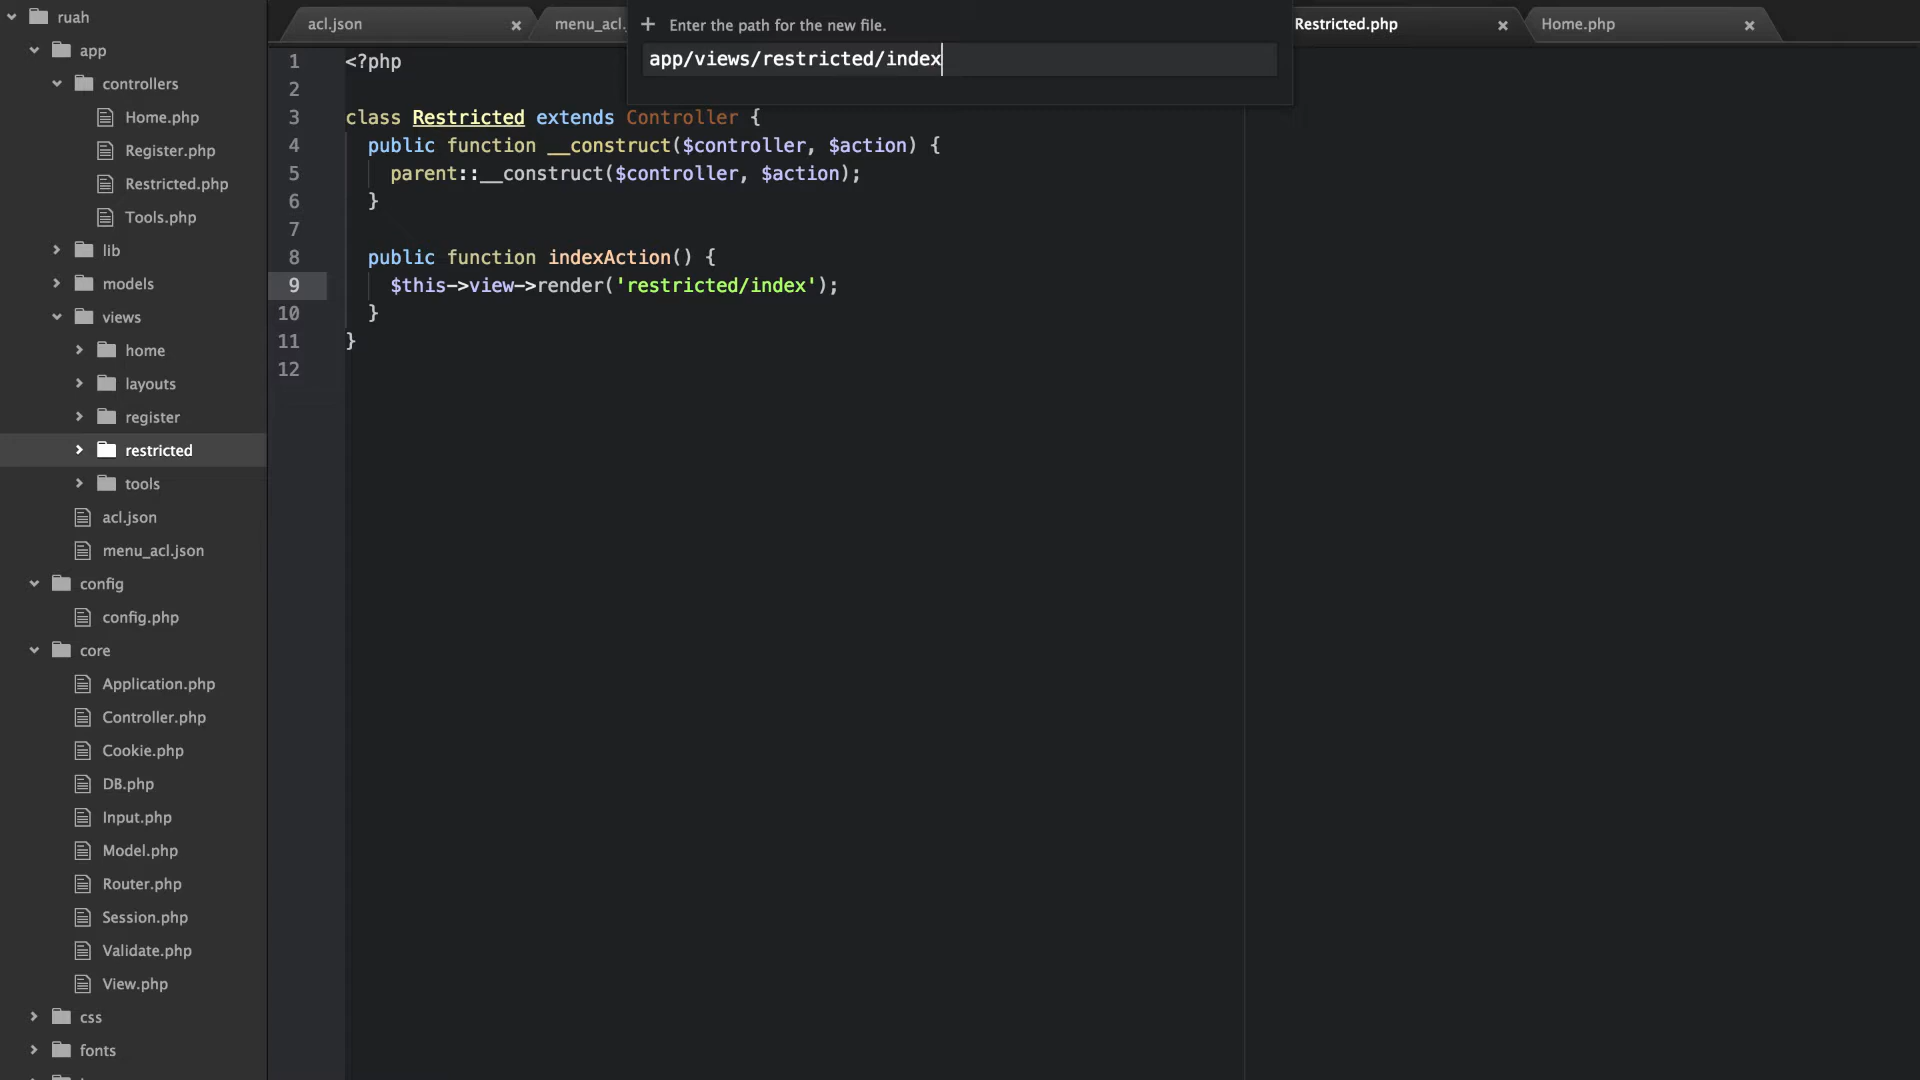 ruah
app
controllers
Home.php
Register.php
Restricted.php
Tools.php
lib
models
views
home
layouts
register
restricted
tools
acl.json
menu_acl.json
config
config.php
core
Application.php
Controller.php
Cookie.php
DB.php
Input.php
Model.php
Router.php
Session.php
Validate.php
View.php
css
fonts
acl.json
menu_acl.
Restricted.php
Home.php
+ Enter the path for the new file.
app/views/restricted/index
1 <?php
2
3 class Restricted extends Controller {
4 public function __construct($controller, $action) {
5 parent::__construct($controller, $action);
6 }
7
8 public function indexAction() {
9 $this->view->render('restricted/index');
10 }
11 }
12